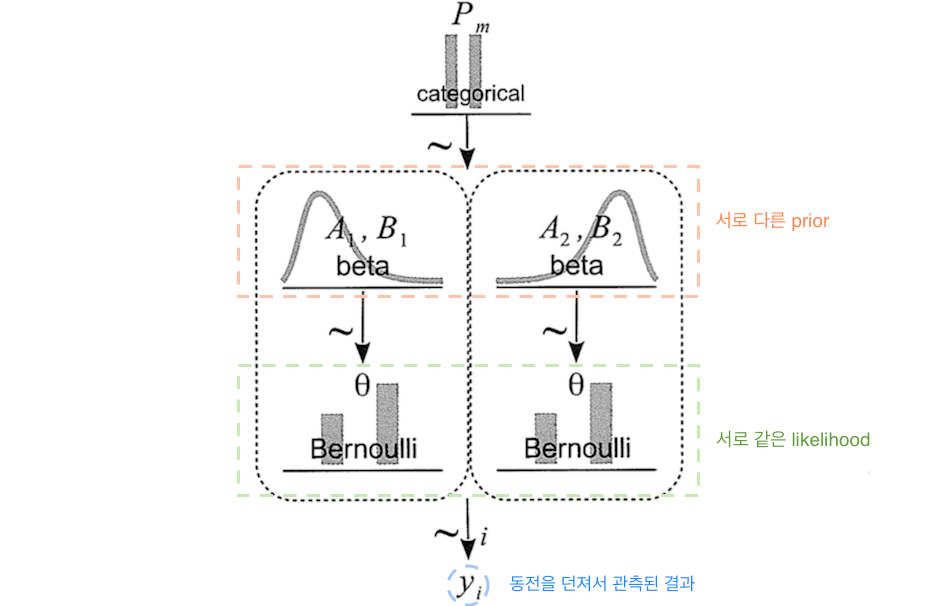 P_m
categorical
~
서로 다른 prior
A_1, B_1
beta
A_2, B_2
beta
~
~
θ
Bernoulli
θ
Bernoulli
서로 같은 likelihood
~ i
y_i
동전을 던져서 관측된 결과